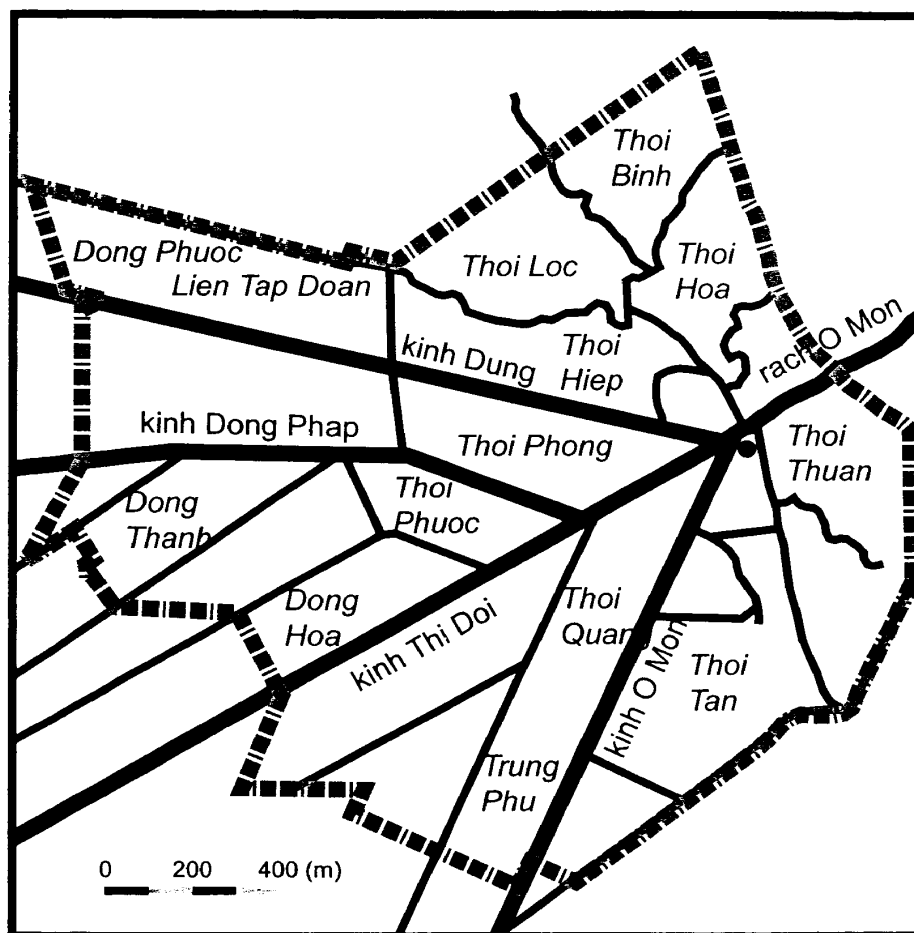 Thoi
Binh
Dong Phuoc
Lien Tap Doan
Thoi Loc
Thoi
Hoa
kinh Dung
Thoi
Hiep
rach O Mon
kinh Dong Phap
Thoi Phong
Thoi
Thuan
Dong
Thanh
Thoi
Phuoc
Dong
Hoa
kinh Thi Doi
Thoi
Quang
kinh O Mon
Thoi
Tan
Trung
Phu
0 200 400 (m)